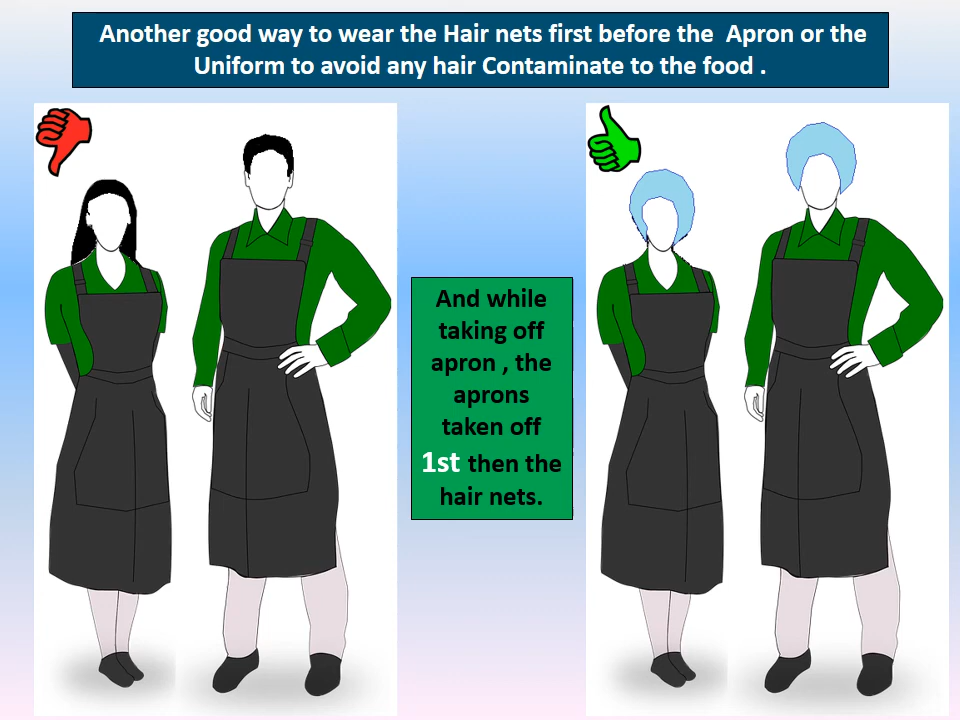 Another good way to wear the Hair nets first before the  Apron or the
Uniform to avoid any hair Contaminate to the food .
And while
taking off
apron , the
aprons
taken off
1st then the
hair nets.